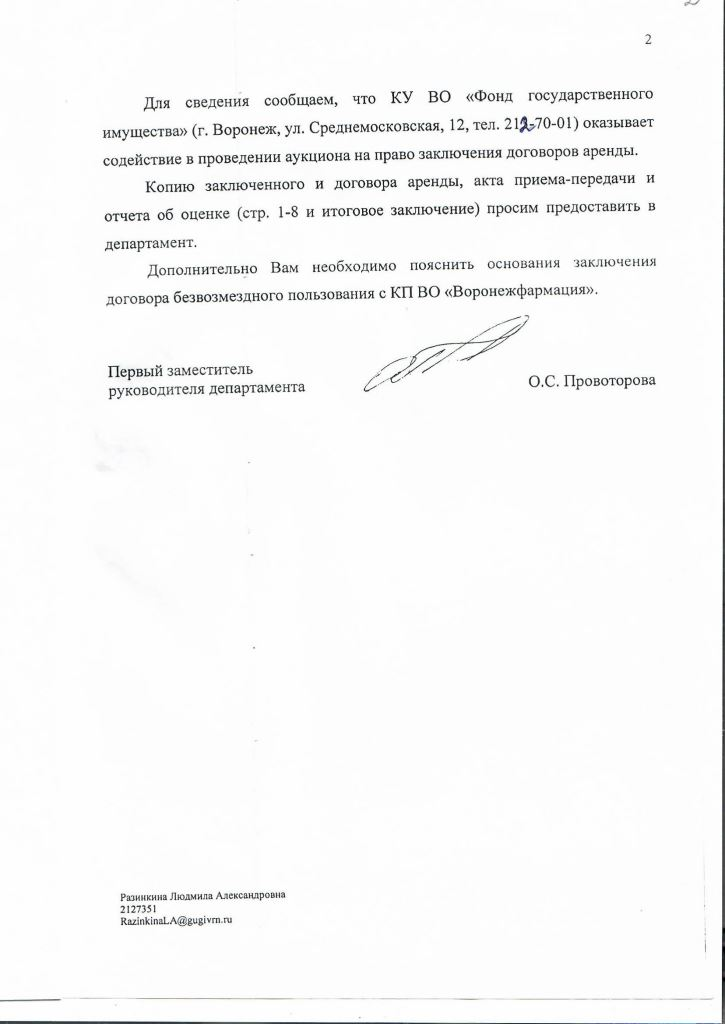 2
Для сведения сообщаем, что КУ ВО «Фонд государственного
имущества» (г. Воронеж, ул. Среднемосковская, 12, тел. 212-70-01) оказывает
содействие в проведении аукциона на право заключения договоров аренды.
Копию заключенного и договора аренды, акта приема-передачи и
отчета об оценке (стр. 1-8 и итоговое заключение) просим предоставить в
департамент.
Дополнительно Вам необходимо пояснить основания заключения
договора безвозмездного пользования с КП ВО «Воронежфармация».
Первый заместитель
руководителя департамента
О.С. Провоторова
Разинкина Людмила Александровна
2127351
RazinkinaLA@gugivrn.ru